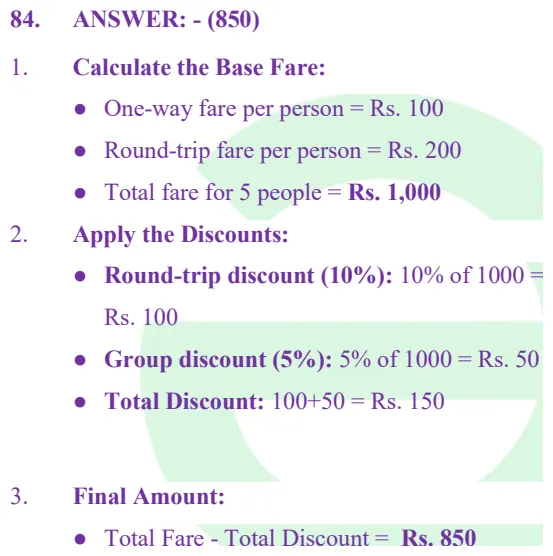 84. ANSWER: - (850)
1. Calculate the Base Fare:
● One-way fare per person = Rs. 100
● Round-trip fare per person = Rs. 200
● Total fare for 5 people = Rs. 1,000
2. Apply the Discounts:
● Round-trip discount (10%): 10% of 1000 =
Rs. 100
● Group discount (5%): 5% of 1000 = Rs. 50
● Total Discount: 100+50 = Rs. 150
3. Final Amount:
● Total Fare - Total Discount = Rs. 850